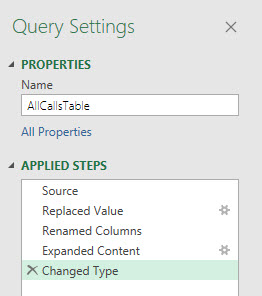 Query Settings
PROPERTIES
Name
AllCallsTable
All Properties
APPLIED STEPS
Source
Replaced Value
Renamed Columns
Expanded Content
Changed Type